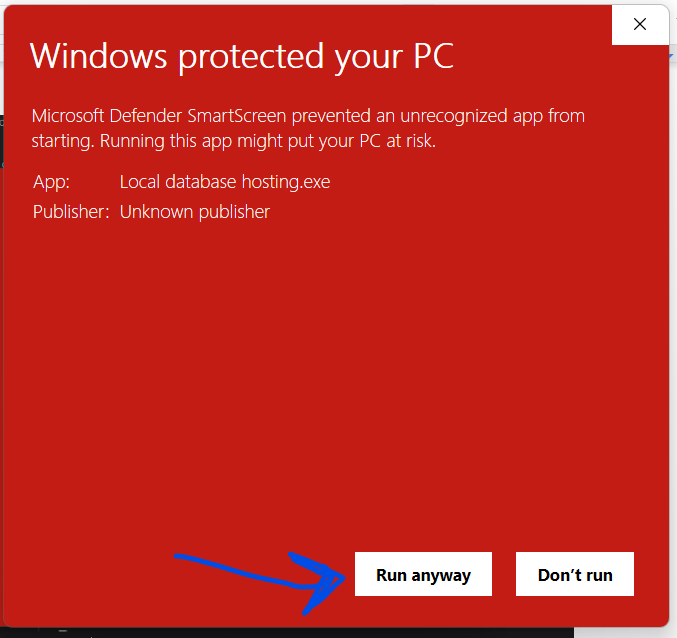 Windows protected your PC
Microsoft Defender SmartScreen prevented an unrecognized app from
starting. Running this app might put your PC at risk.
App: Local database hosting.exe
Publisher: Unknown publisher
Run anyway Don’t run